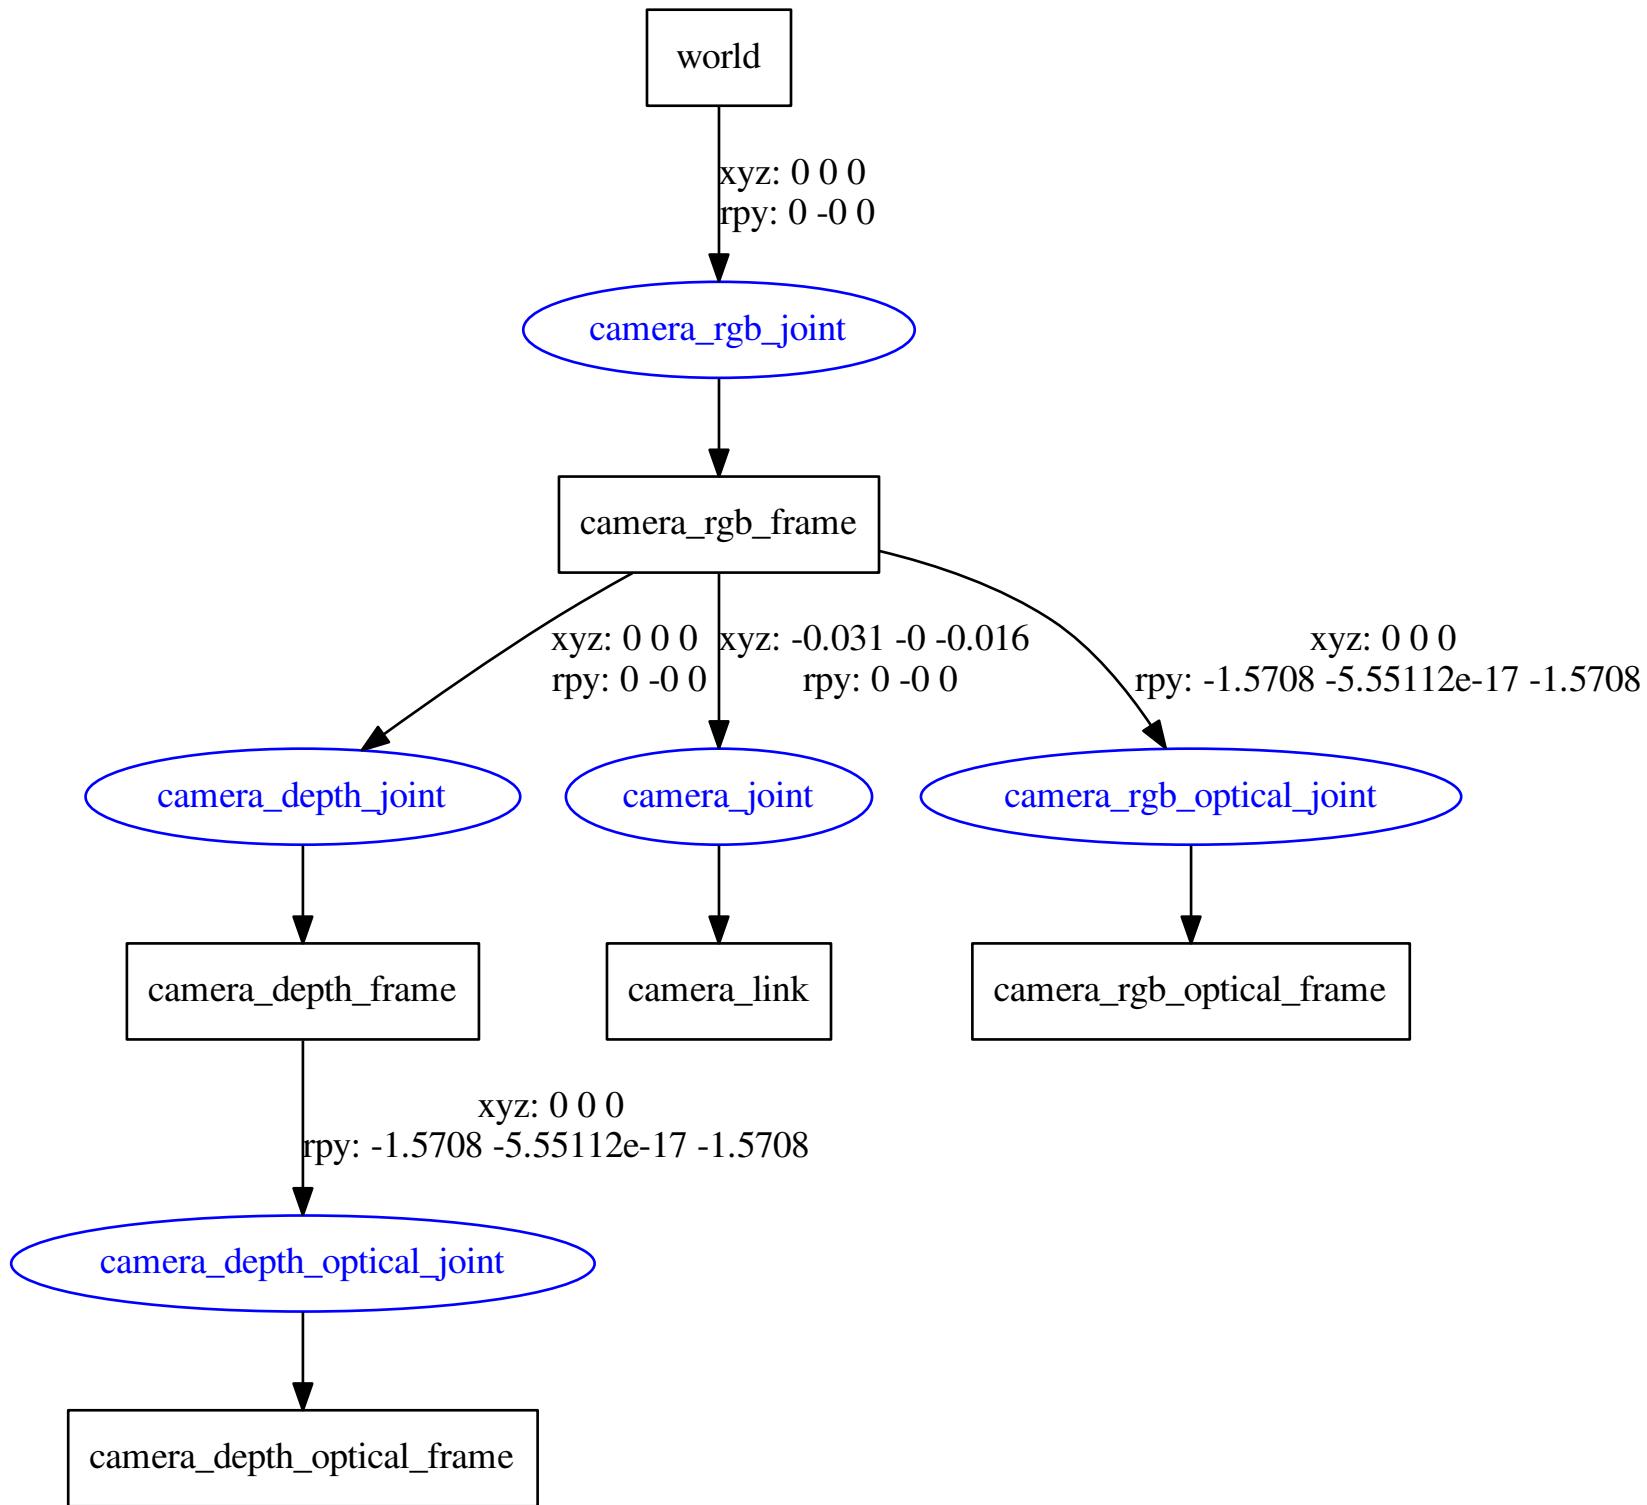 world
xyz: 0 0 0
rpy: 0 -0 0
camera_rgb_joint
camera_rgb_frame
xyz: 0 0 0
rpy: 0 -0 0
xyz: -0.031 -0 -0.016
rpy: 0 -0 0
xyz: 0 0 0
rpy: -1.5708 -5.55112e-17 -1.5708
camera_depth_joint
camera_joint
camera_rgb_optical_joint
camera_depth_frame
camera_link
camera_rgb_optical_frame
xyz: 0 0 0
rpy: -1.5708 -5.55112e-17 -1.5708
camera_depth_optical_joint
camera_depth_optical_frame